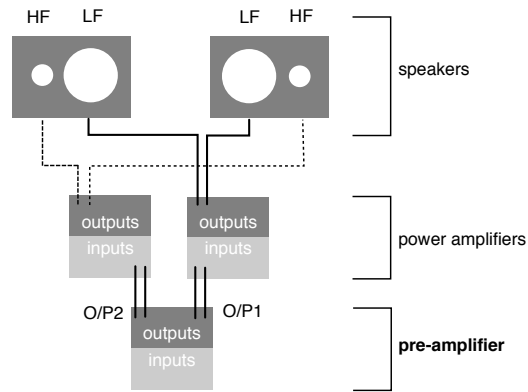 HF LF LF HF
speakers
outputs outputs
inputs inputs
power amplifiers
O/P2 O/P1
outputs
inputs
pre-amplifier